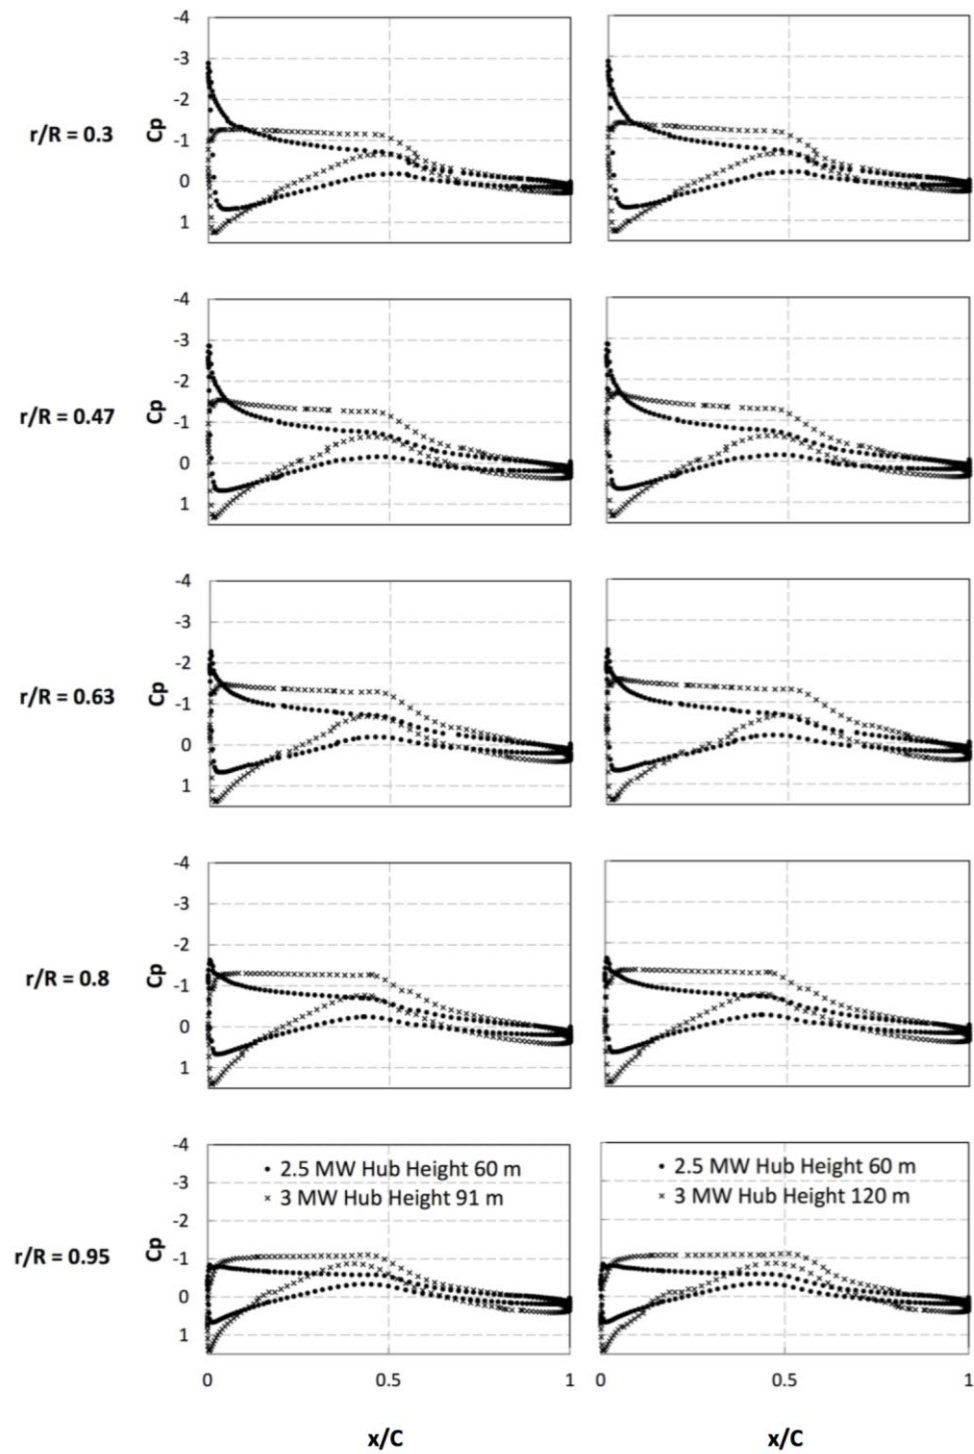 r/R = 0.3
Cp
-4
-3
-2
-1
0
1
r/R = 0.47
Cp
-4
-3
-2
-1
0
1
r/R = 0.63
Cp
-4
-3
-2
-1
0
1
r/R = 0.8
Cp
-4
-3
-2
-1
0
1
r/R = 0.95
Cp
-4
-3
-2
-1
0
1
2.5 MW Hub Height 60 m
3 MW Hub Height 91 m
2.5 MW Hub Height 60 m
3 MW Hub Height 120 m
0 0.5 1 0 0.5 1
x/C x/C